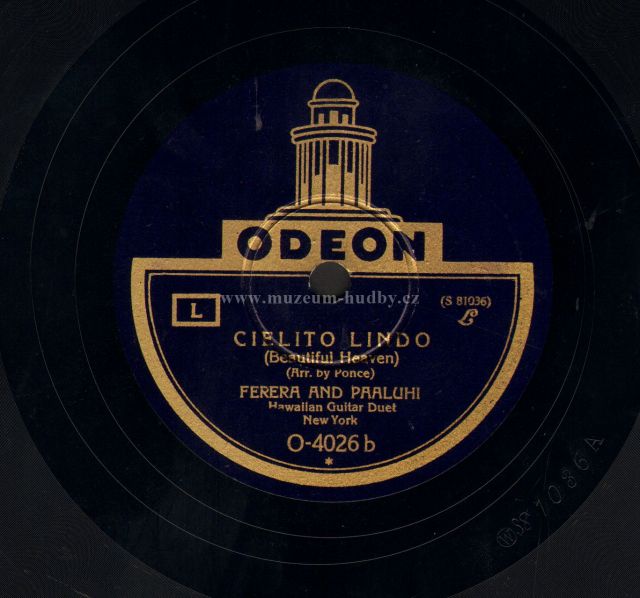 ODEON
www.muzeum-hudby.cz
L
(S 81036)
L
CIELITO LINDO
(Beautiful Heaven)
(Arr. by Ponce)
FERERA AND PAALUHI
Hawaiian Guitar Duet
New York
O-4026 b
*